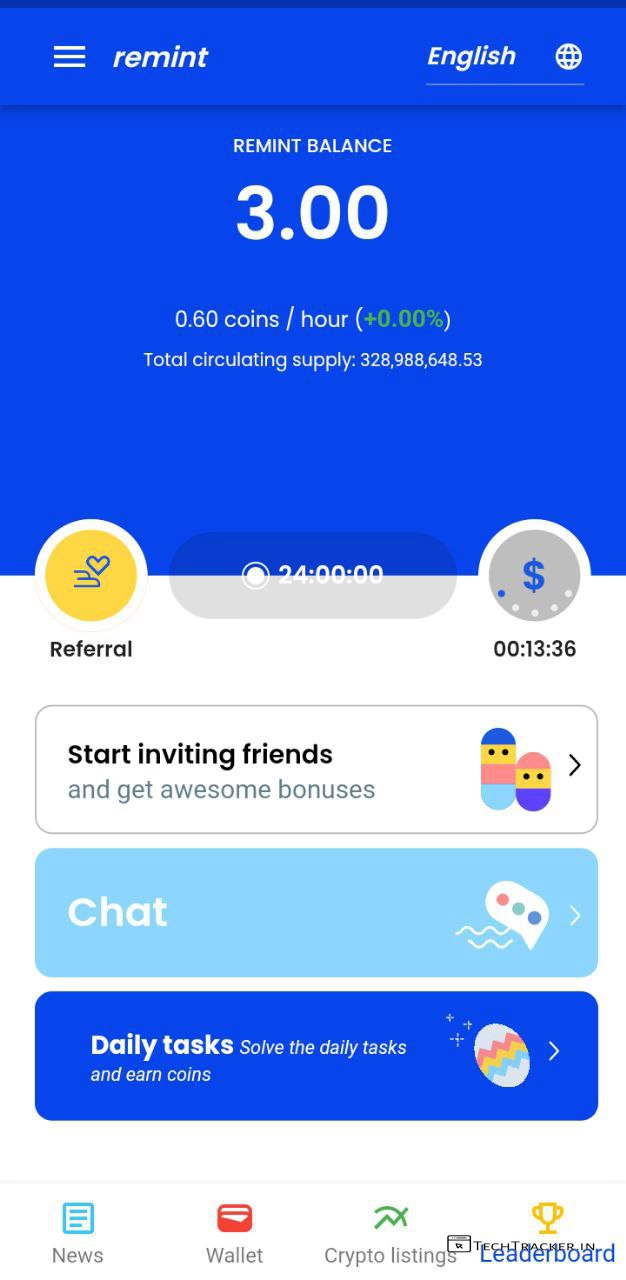 remint
English
REMINT BALANCE
3.00
0.60 coins / hour (+0.00%)
Total circulating supply: 328,988,648.53
$
24:00:00
Referral
00:13:36
Start inviting friends
and get awesome bonuses
Chat
Daily tasks Solve the daily tasks
and earn coins
News
Wallet
Crypto listings
TECHTRACKER.IN
Leaderboard